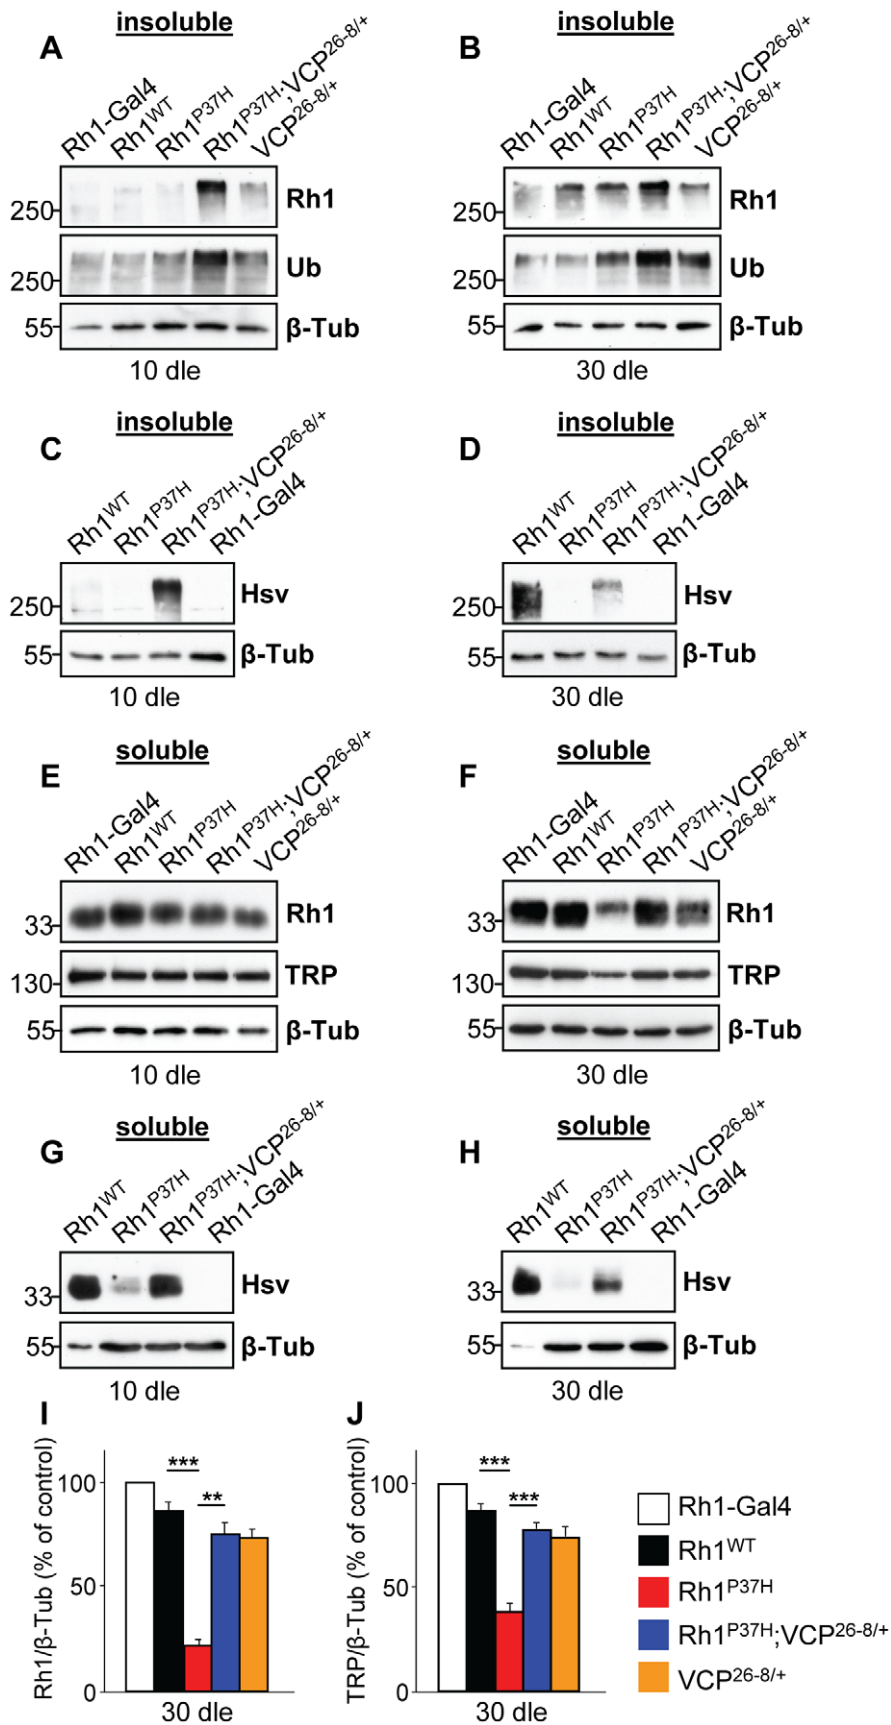 A insoluble
Rh1-Gal4 Rh1WT Rh1P37H Rh1P37H;VCP26-8/+ VCP26-8/+
250 Rh1
250 Ub
55 β-Tub
10 dle
B insoluble
Rh1-Gal4 Rh1WT Rh1P37H Rh1P37H;VCP26-8/+ VCP26-8/+
250 Rh1
250 Ub
55 β-Tub
30 dle
C insoluble
Rh1WT Rh1P37H Rh1P37H;VCP26-8/+ Rh1-Gal4
250 Hsv
55 β-Tub
10 dle
D insoluble
Rh1WT Rh1P37H Rh1P37H;VCP26-8/+ Rh1-Gal4
250 Hsv
55 β-Tub
30 dle
E soluble
Rh1-Gal4 Rh1WT Rh1P37H Rh1P37H;VCP26-8/+ VCP26-8/+
33 Rh1
130 TRP
55 β-Tub
10 dle
F soluble
Rh1-Gal4 Rh1WT Rh1P37H Rh1P37H;VCP26-8/+ VCP26-8/+
33 Rh1
130 TRP
55 β-Tub
30 dle
G soluble
Rh1WT Rh1P37H Rh1P37H;VCP26-8/+ Rh1-Gal4
33 Hsv
55 β-Tub
10 dle
H soluble
Rh1WT Rh1P37H Rh1P37H;VCP26-8/+ Rh1-Gal4
33 Hsv
55 β-Tub
30 dle
I
Rh1/β-Tub (% of control)
100
50
0
***
**
30 dle
J
TRP/β-Tub (% of control)
100
50
0
***
***
30 dle
Rh1-Gal4
Rh1WT
Rh1P37H
Rh1P37H;VCP26-8/+
VCP26-8/+